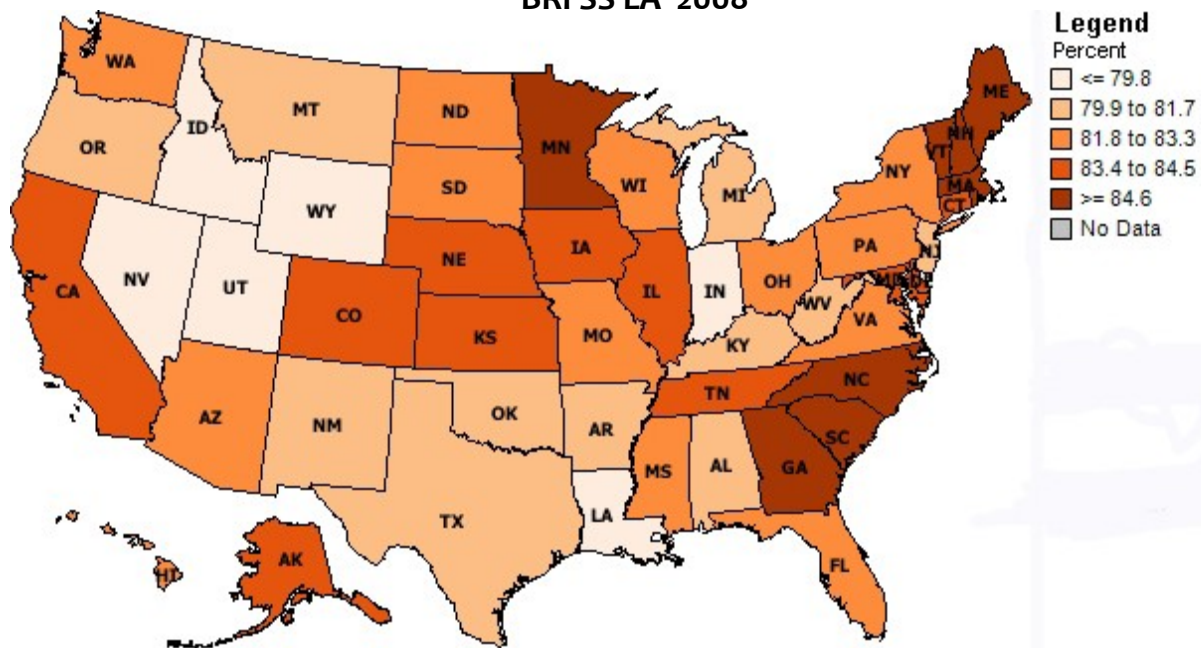 BRFSS EA 2008
Legend
Percent
<= 79.8
79.9 to 81.7
81.8 to 83.3
83.4 to 84.5
>= 84.6
No Data
WA
MT
ND
MN
ME
OR
ID
SD
WI
MI
NY
VT
NH
MA
CT
WY
NE
IA
PA
NJ
NV
UT
CO
KS
IL
IN
OH
WV
MD
DE
VA
CA
MO
KY
AZ
NM
OK
AR
TN
NC
SC
MS
AL
GA
TX
LA
FL
HI
AK